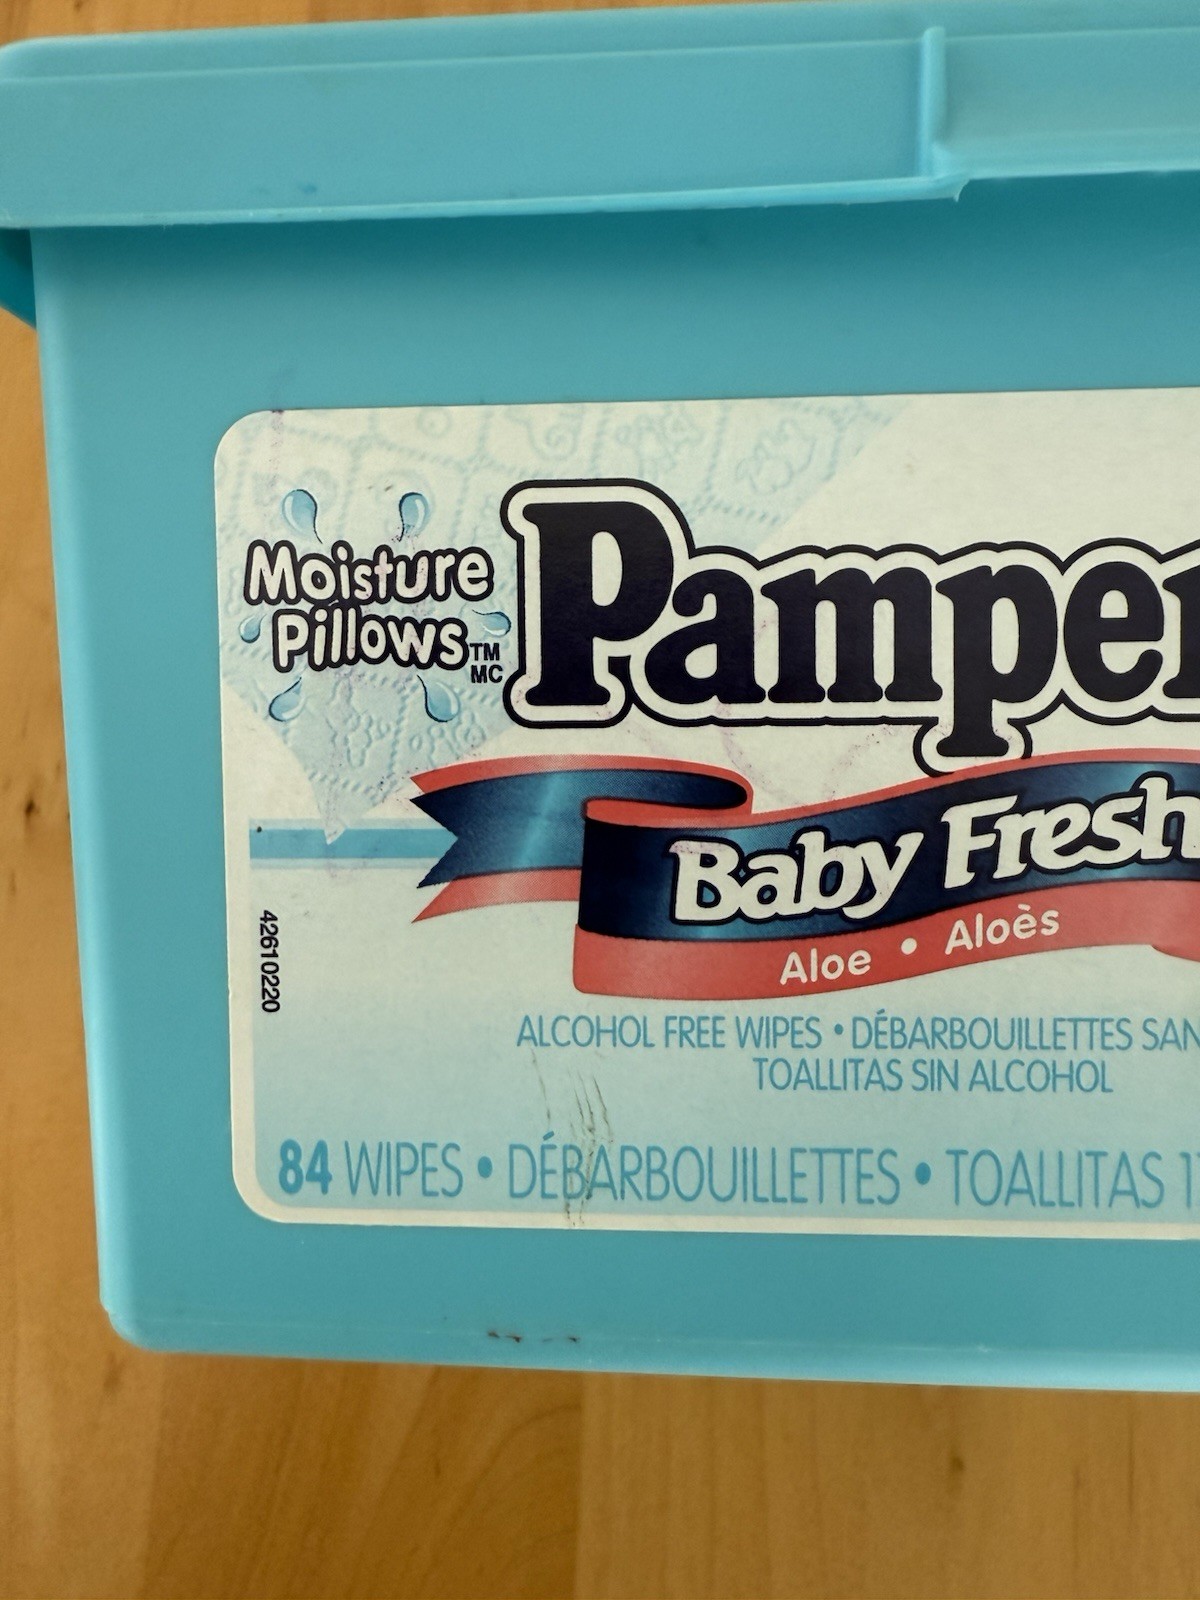 Moisture
Pillows
TM
MC
Pamper
Baby Fresh
Aloe • Aloès
42610220
ALCOHOL FREE WIPES • DÉBARBOUILLETTES SAN
TOALLITAS SIN ALCOHOL
84 WIPES • DÉBARBOUILLETTES • TOALLITAS